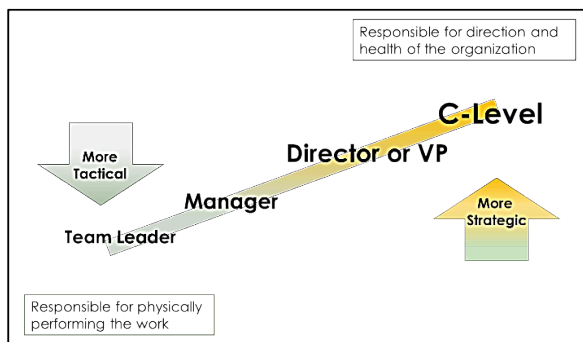 Responsible for direction and
health of the organization
C-Level
Director or VP
More
Tactical
Manager
More
Strategic
Team Leader
Responsible for physically
performing the work